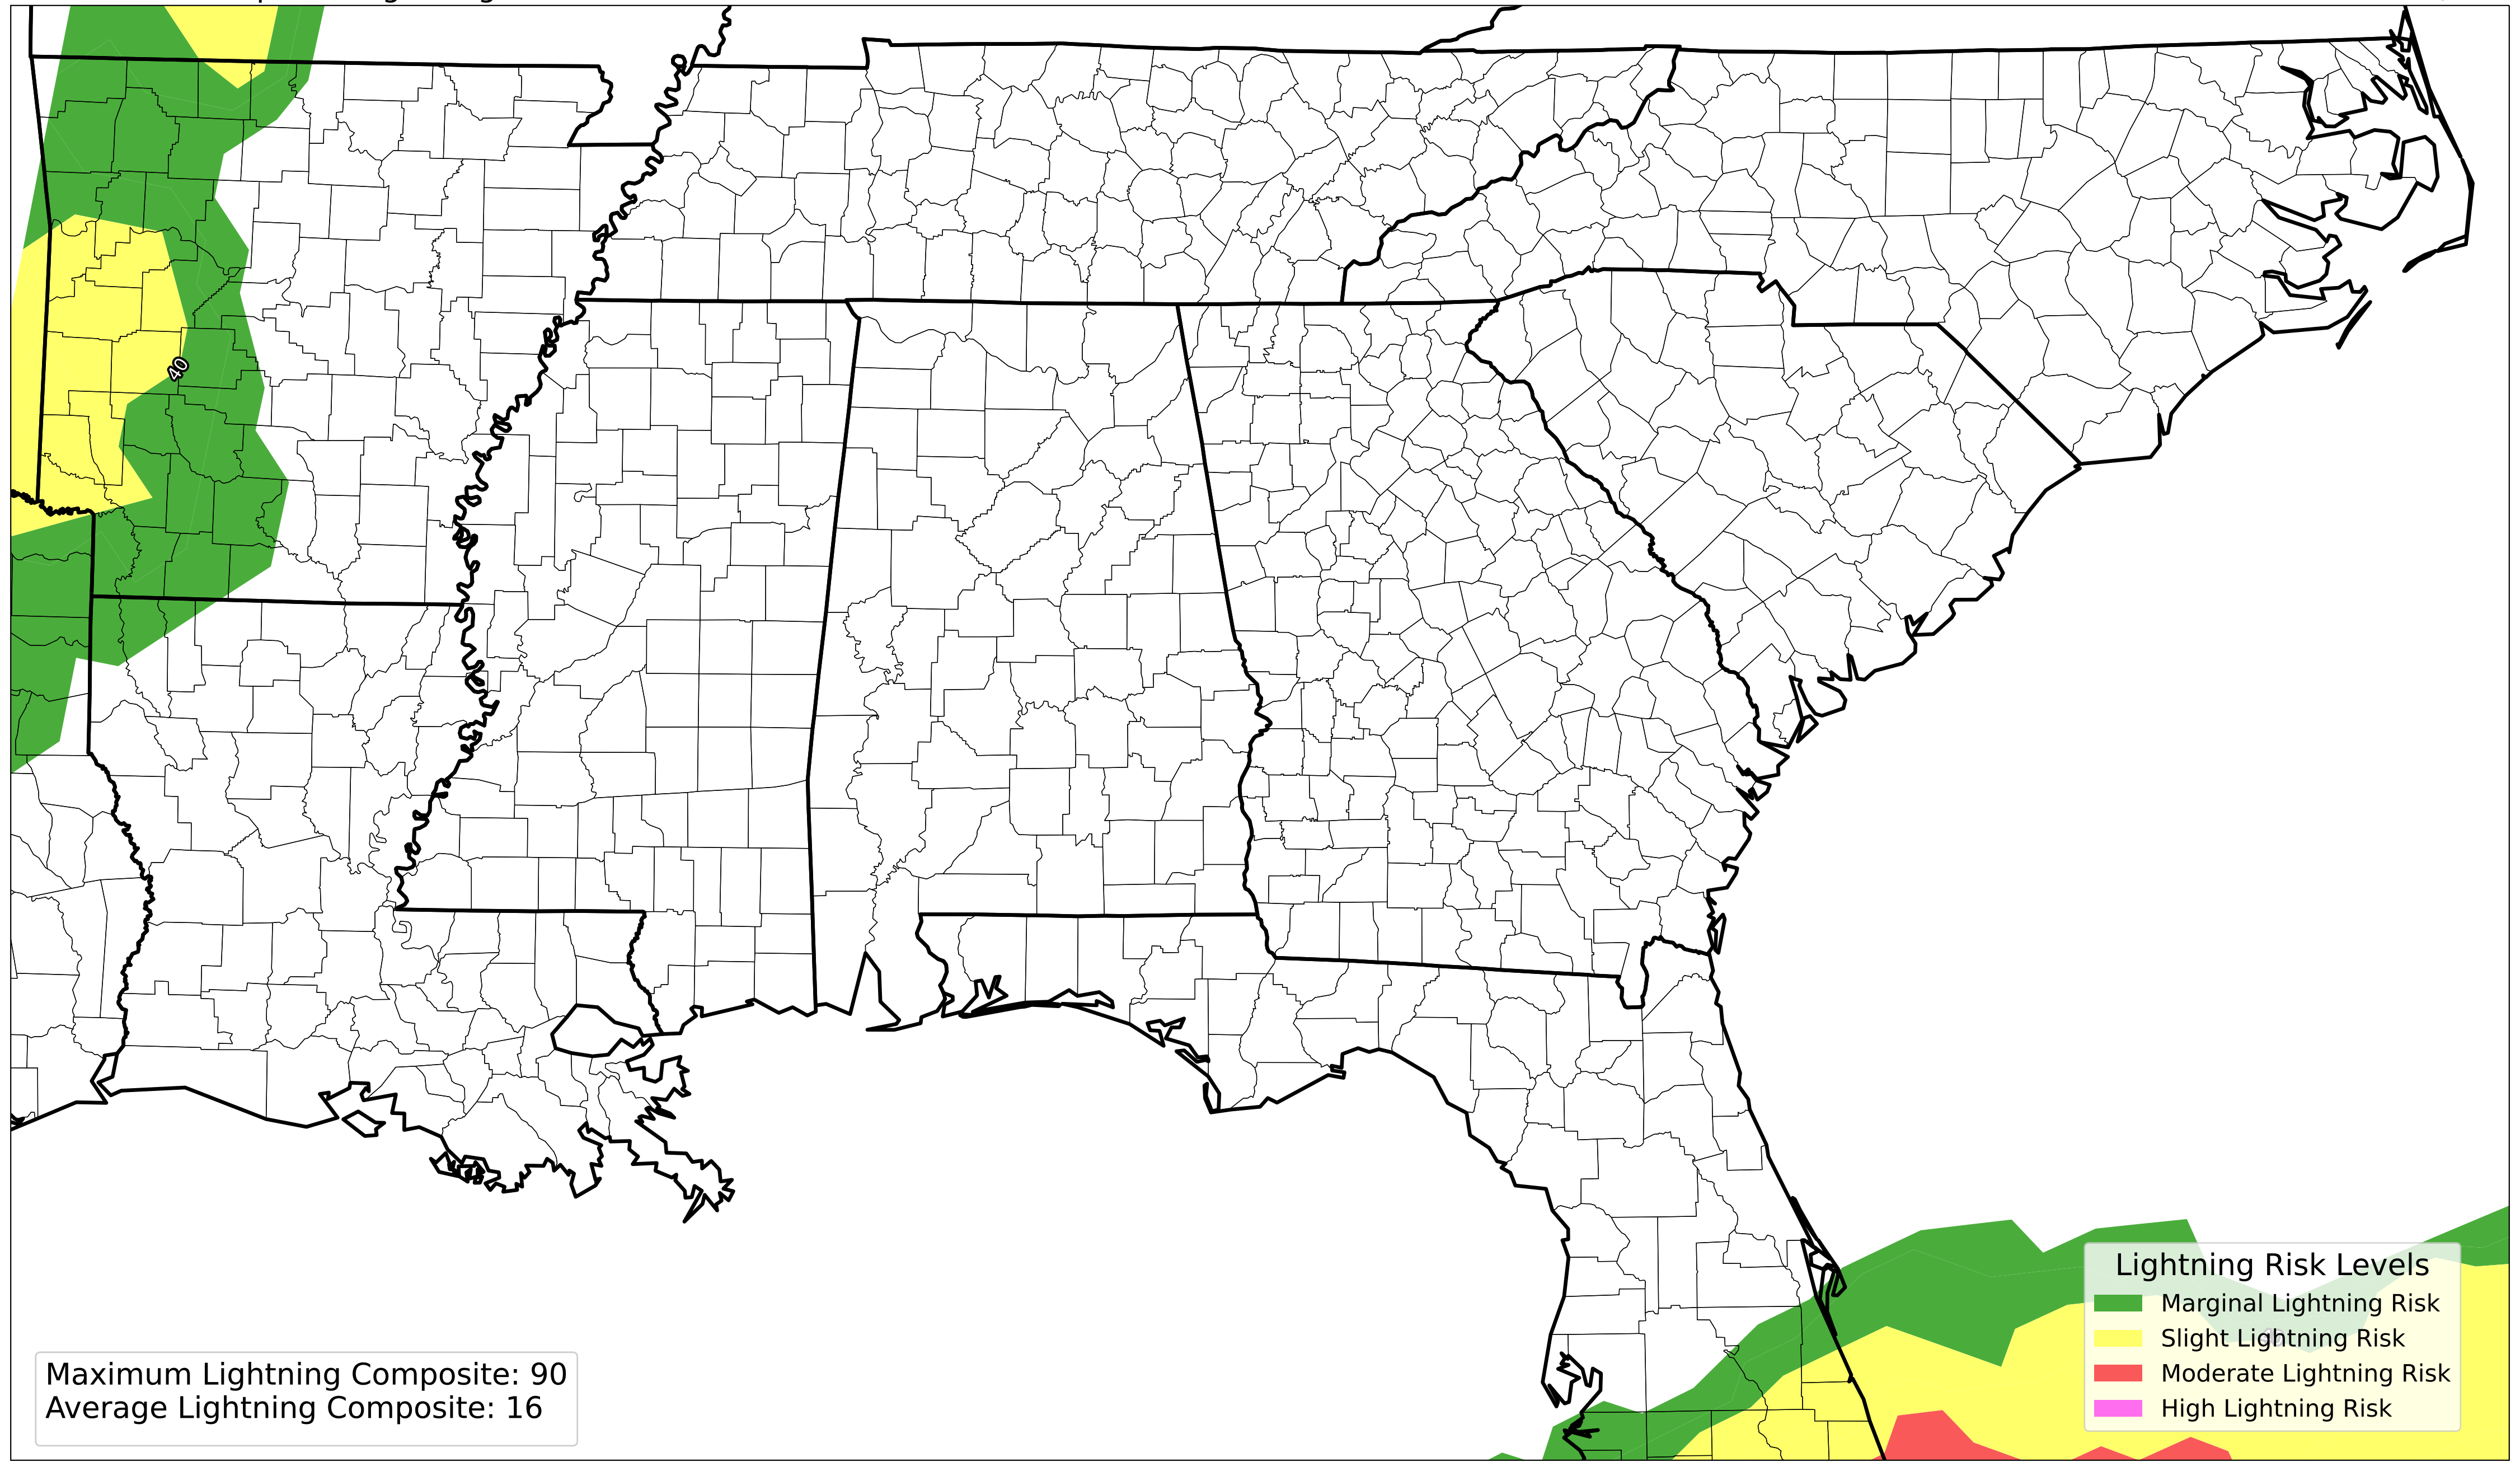 40
Lightning Risk Levels
Marginal Lightning Risk
Slight Lightning Risk
Moderate Lightning Risk
High Lightning Risk
Maximum Lightning Composite: 90
Average Lightning Composite: 16